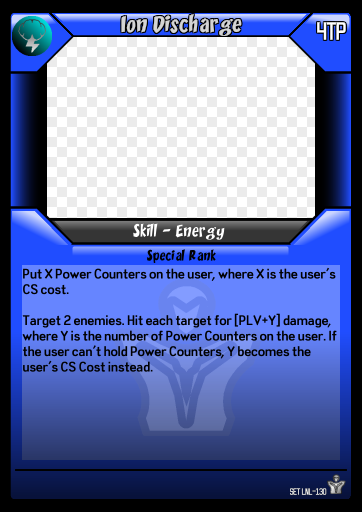 Ion Discharge
4TP
Skill - Energy
Special Rank
Put X Power Counters on the user, where X is the user's
CS cost.
Target 2 enemies. Hit each target for [PLV+Y] damage,
where Y is the number of Power Counters on the user. If
the user can't hold Power Counters, Y becomes the
user's CS Cost instead.
SET LNL-130